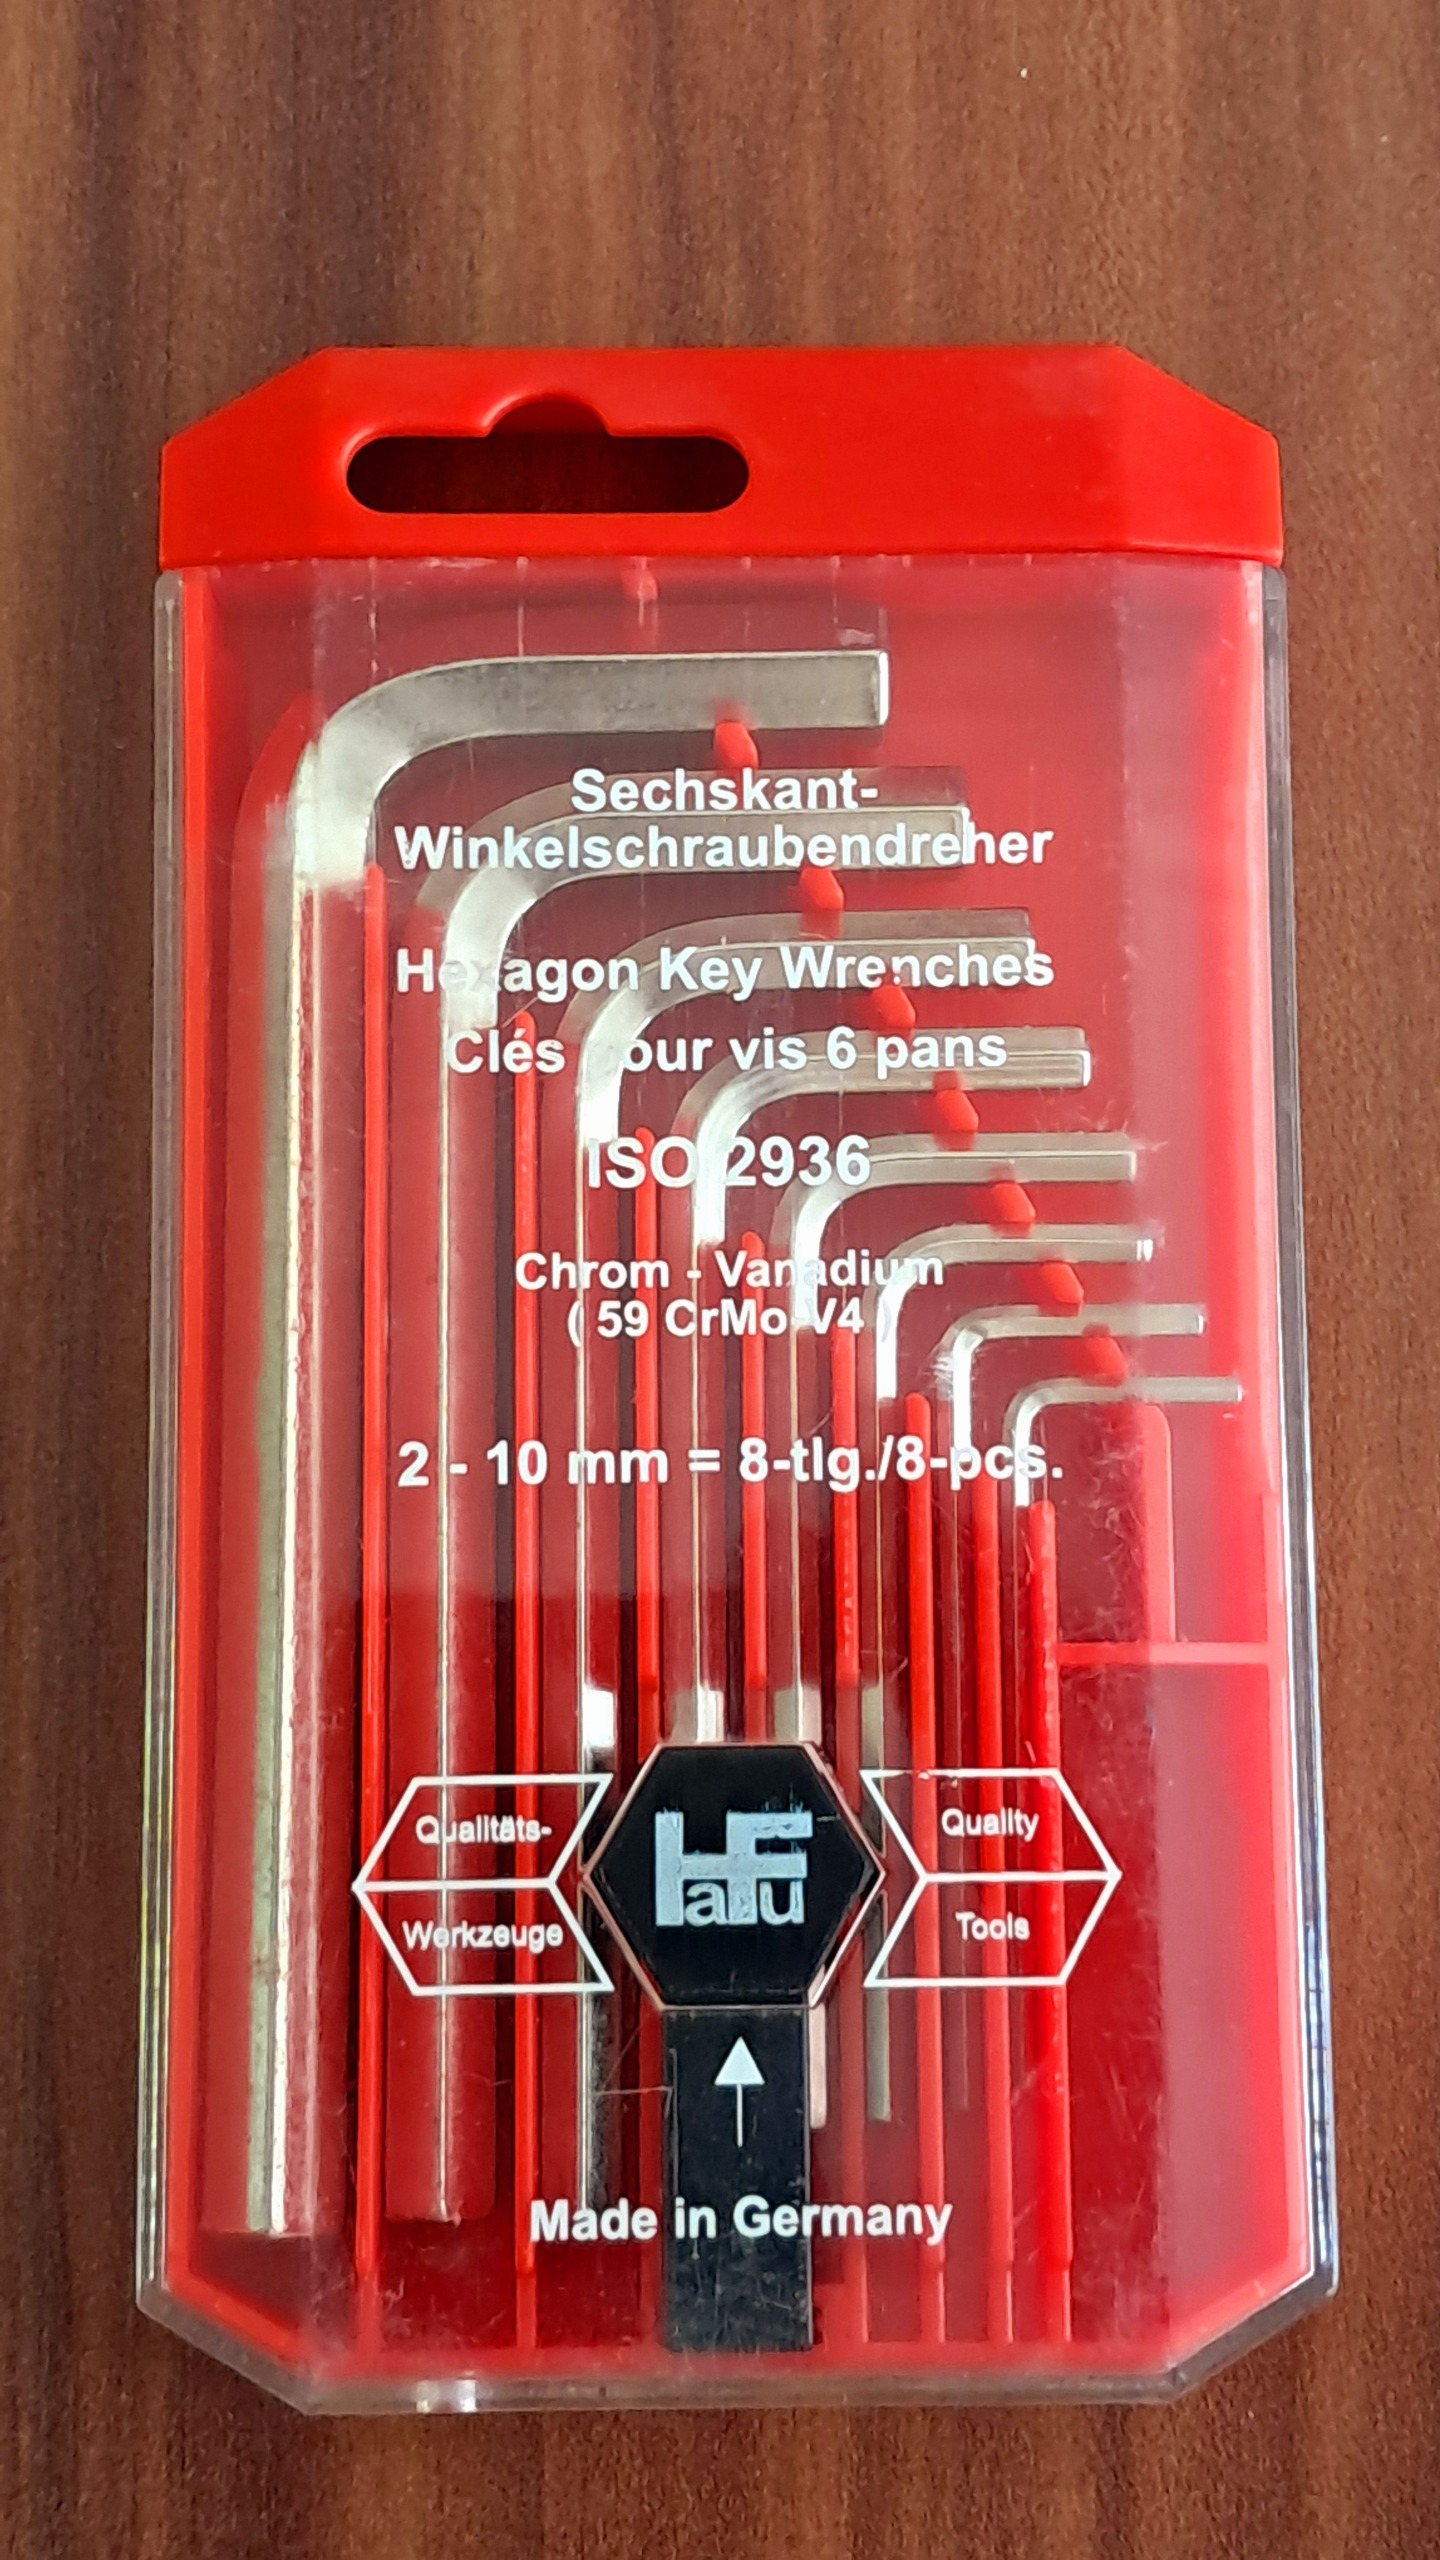 Sechskant-
Winkelschraubendreher
Hexagon Key Wrenches
Clés pour vis 6 pans
ISO 2936
Chrom - Vanadium
( 59 CrMo V4 )
2 - 10 mm = 8-tlg./8-pcs.
Qualitäts-
Werkzeuge
HaFu
Quality
Tools
Made in Germany